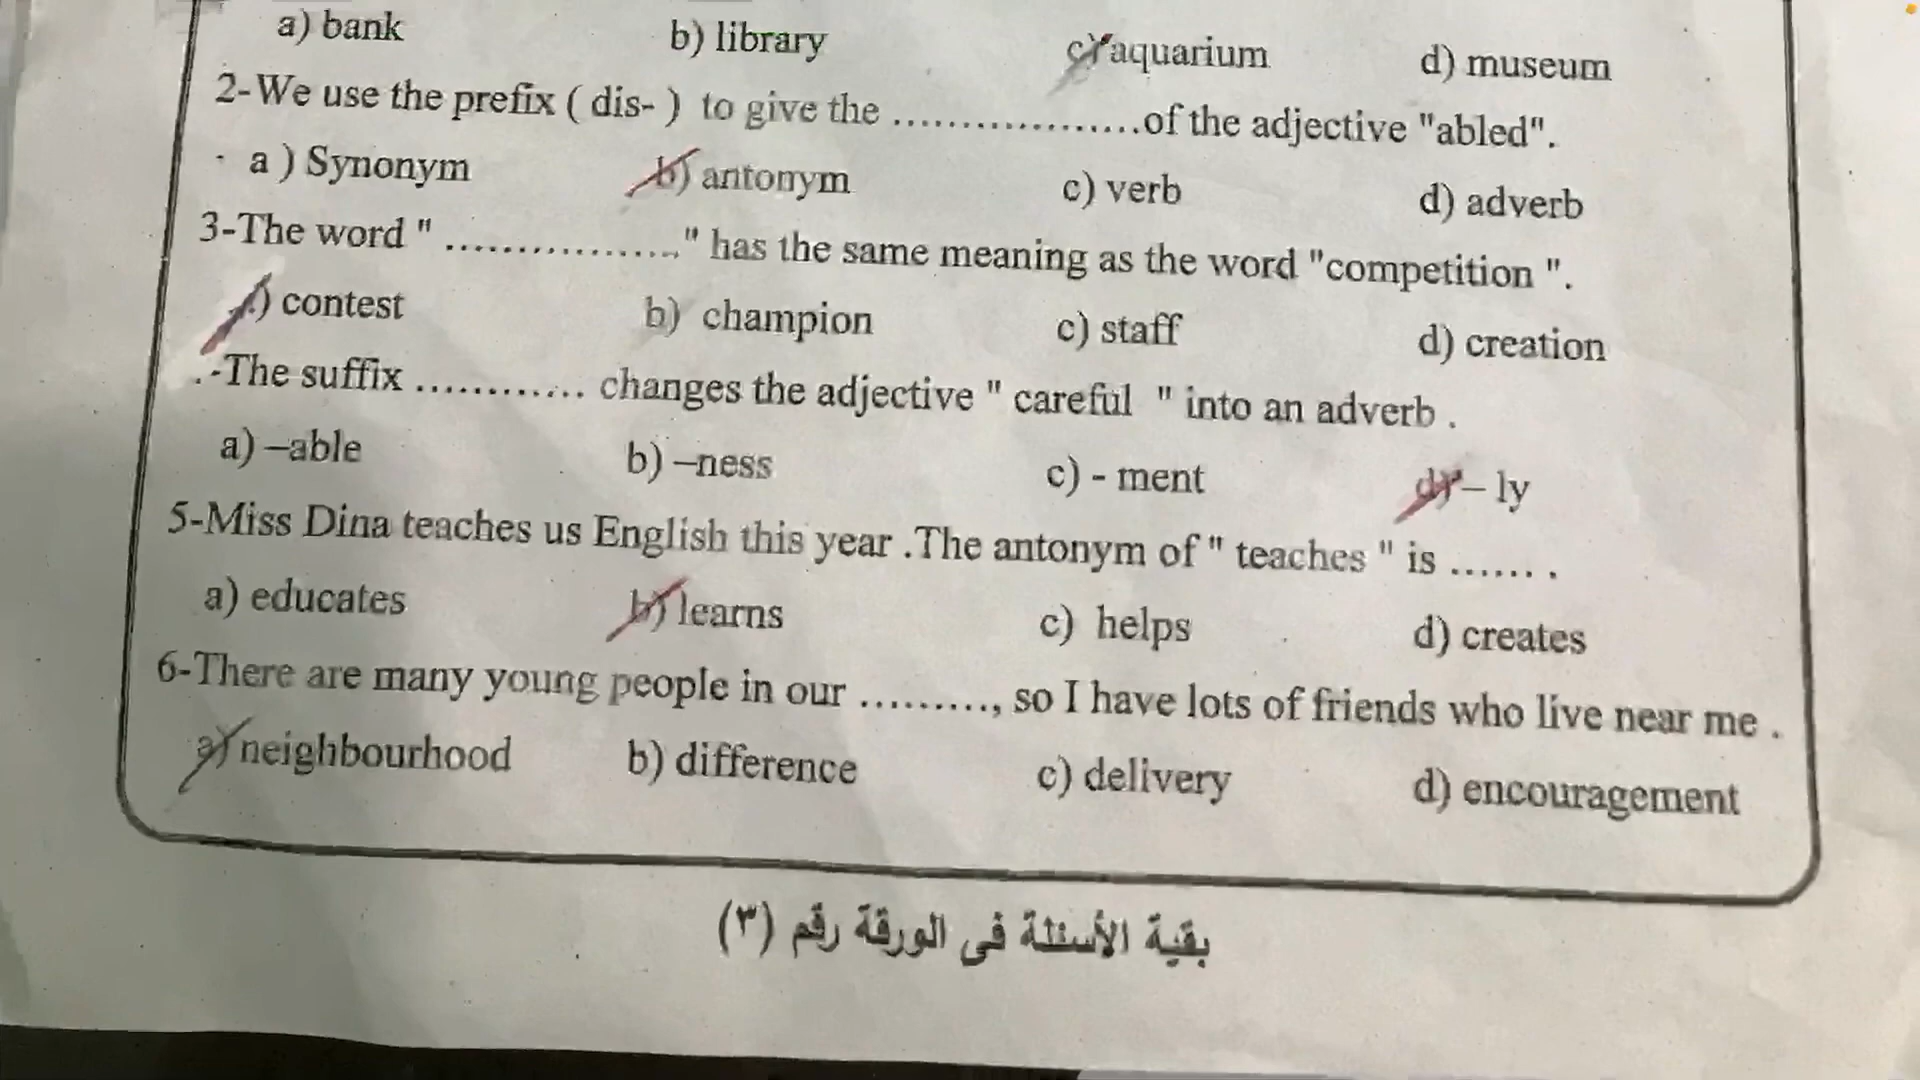 a) bank b) library c) aquarium d) museum
2-We use the prefix ( dis- ) to give the ...................of the adjective "abled".
a ) Synonym b) antonym c) verb d) adverb
3-The word " .................." has the same meaning as the word "competition ".
a) contest b) champion c) staff d) creation
-The suffix ............. changes the adjective " careful " into an adverb .
a) –able b) –ness c) - ment d) – ly
5-Miss Dina teaches us English this year .The antonym of " teaches " is ....... .
a) educates b) learns c) helps d) creates
6-There are many young people in our .........., so I have lots of friends who live near me .
a) neighbourhood b) difference c) delivery d) encouragement
بقية الأسئلة فى الورقة رقم (٣)